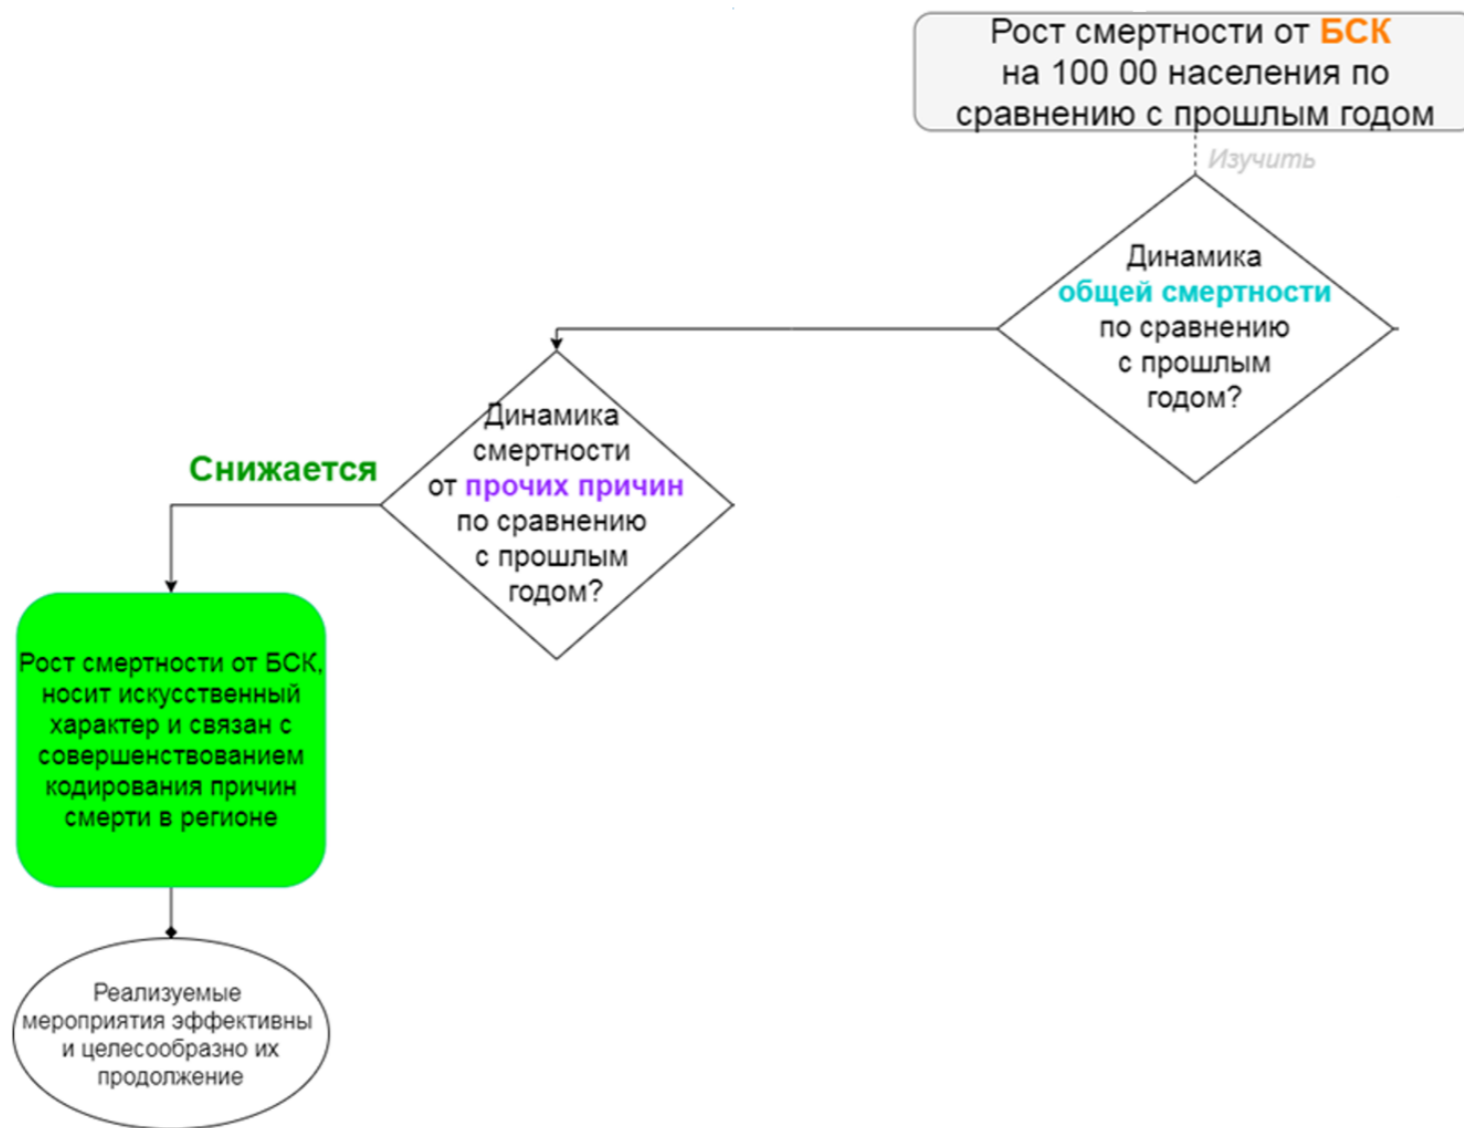 Рост смертности от БСК
на 100 00 населения по
сравнению с прошлым годом
Изучить
Динамика
общей смертности
по сравнению
с прошлым
годом?
Динамика
смертности
от прочих причин
по сравнению
с прошлым
годом?
Снижается
Рост смертности от БСК,
носит искусственный
характер и связан с
совершенствованием
кодирования причин
смерти в регионе
Реализуемые
мероприятия эффективны
и целесообразно их
продолжение